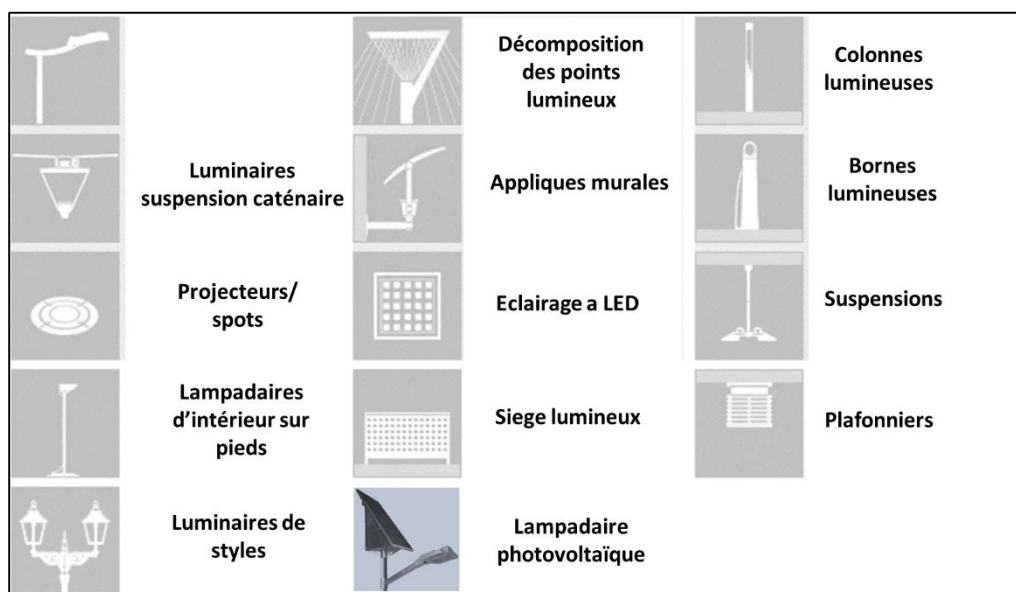 Décomposition
des points
lumineux
Colonnes
lumineuses
Luminaires
suspension caténaire
Appliques murales
Bornes
lumineuses
Projecteurs/
spots
Eclairage a LED
Suspensions
Lampadaires
d’intérieur sur
pieds
Siege lumineux
Plafonniers
Luminaires de
styles
Lampadaire
photovoltaïque